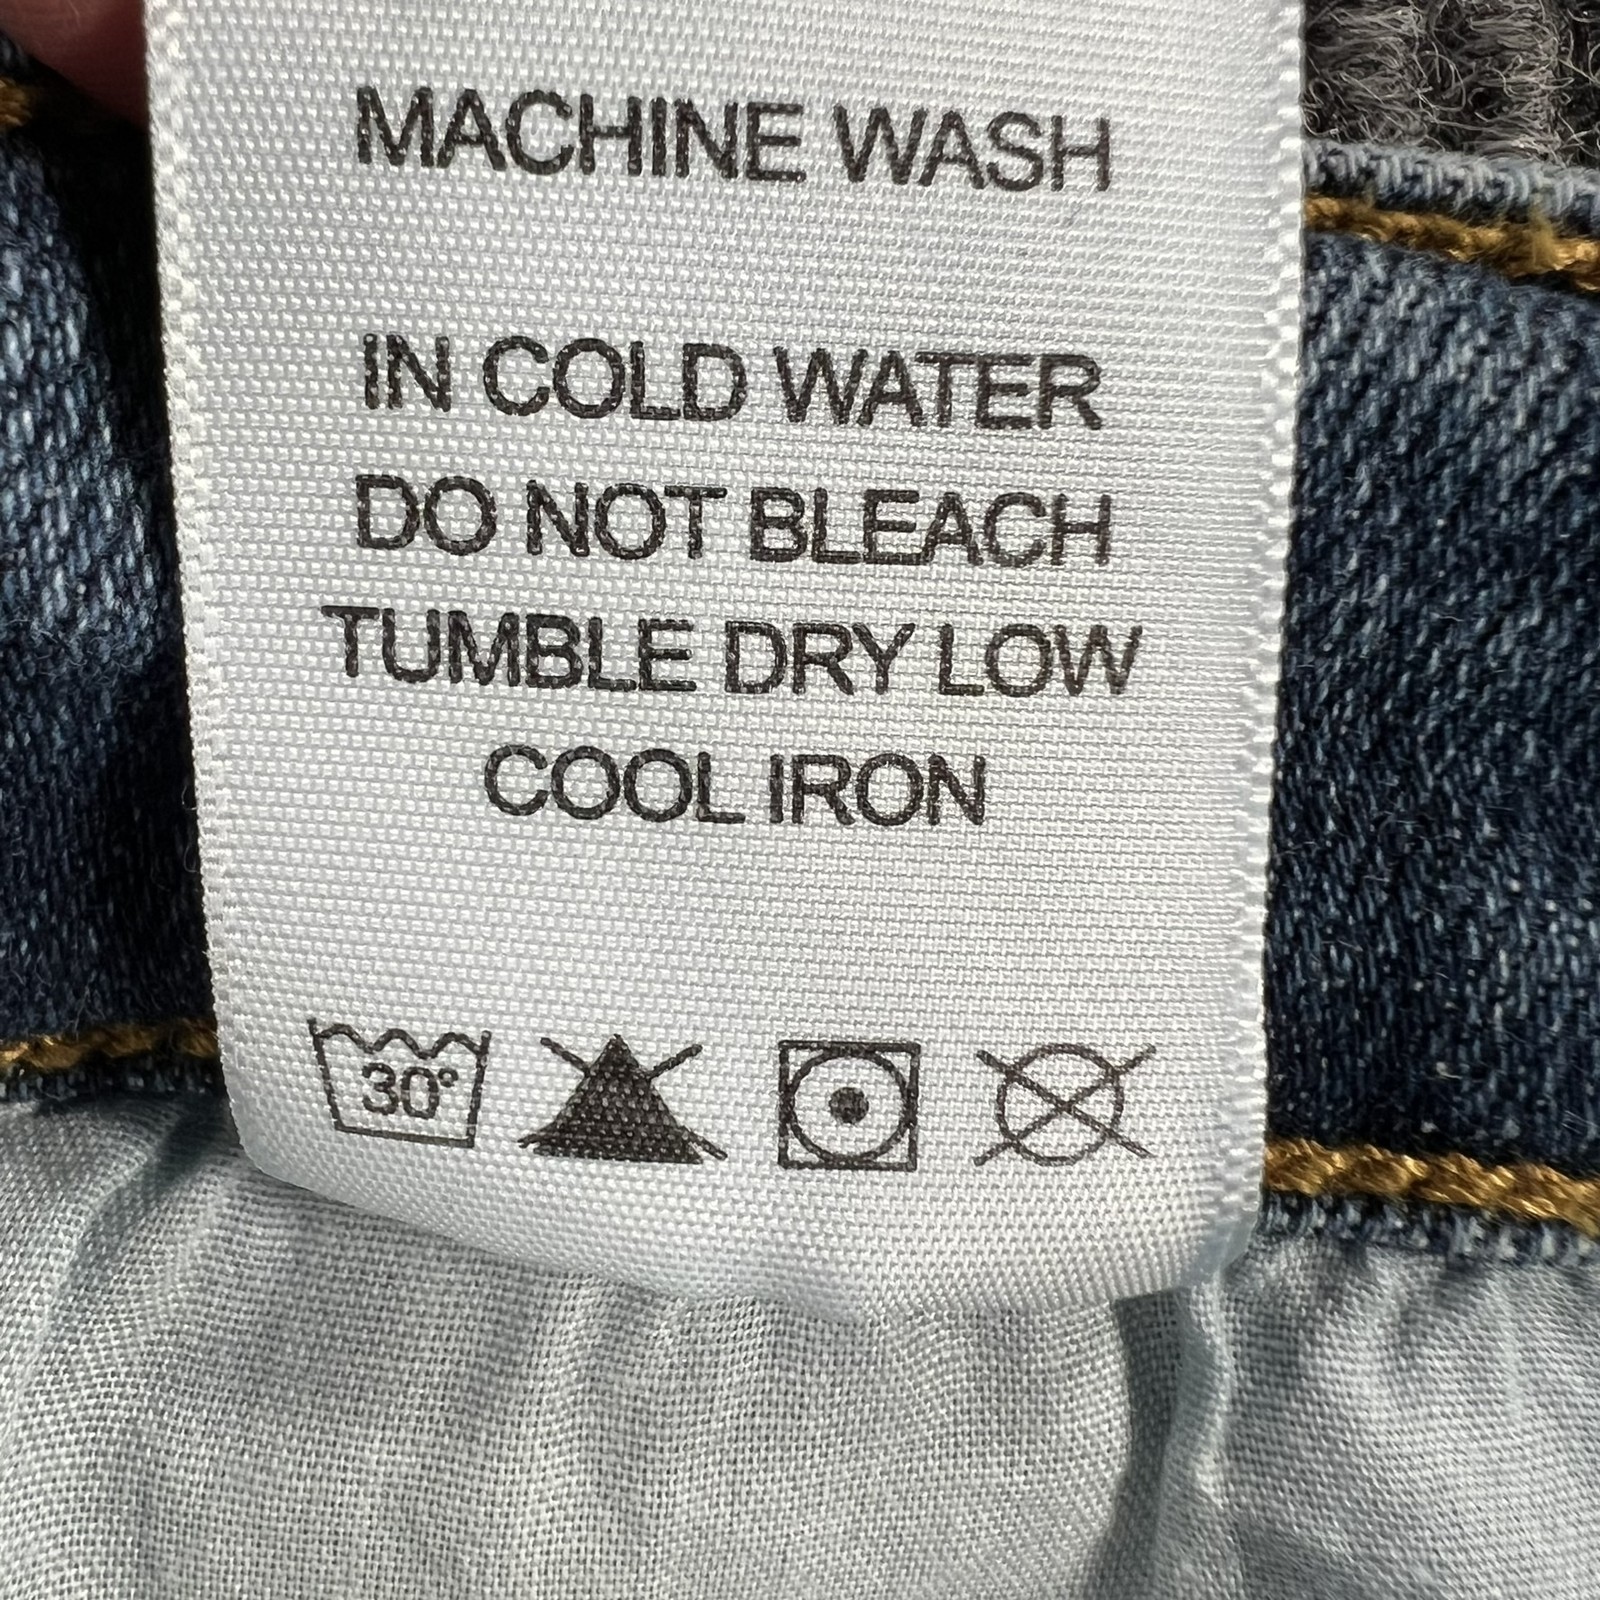 MACHINE WASH
IN COLD WATER
DO NOT BLEACH
TUMBLE DRY LOW
COOL IRON
30°